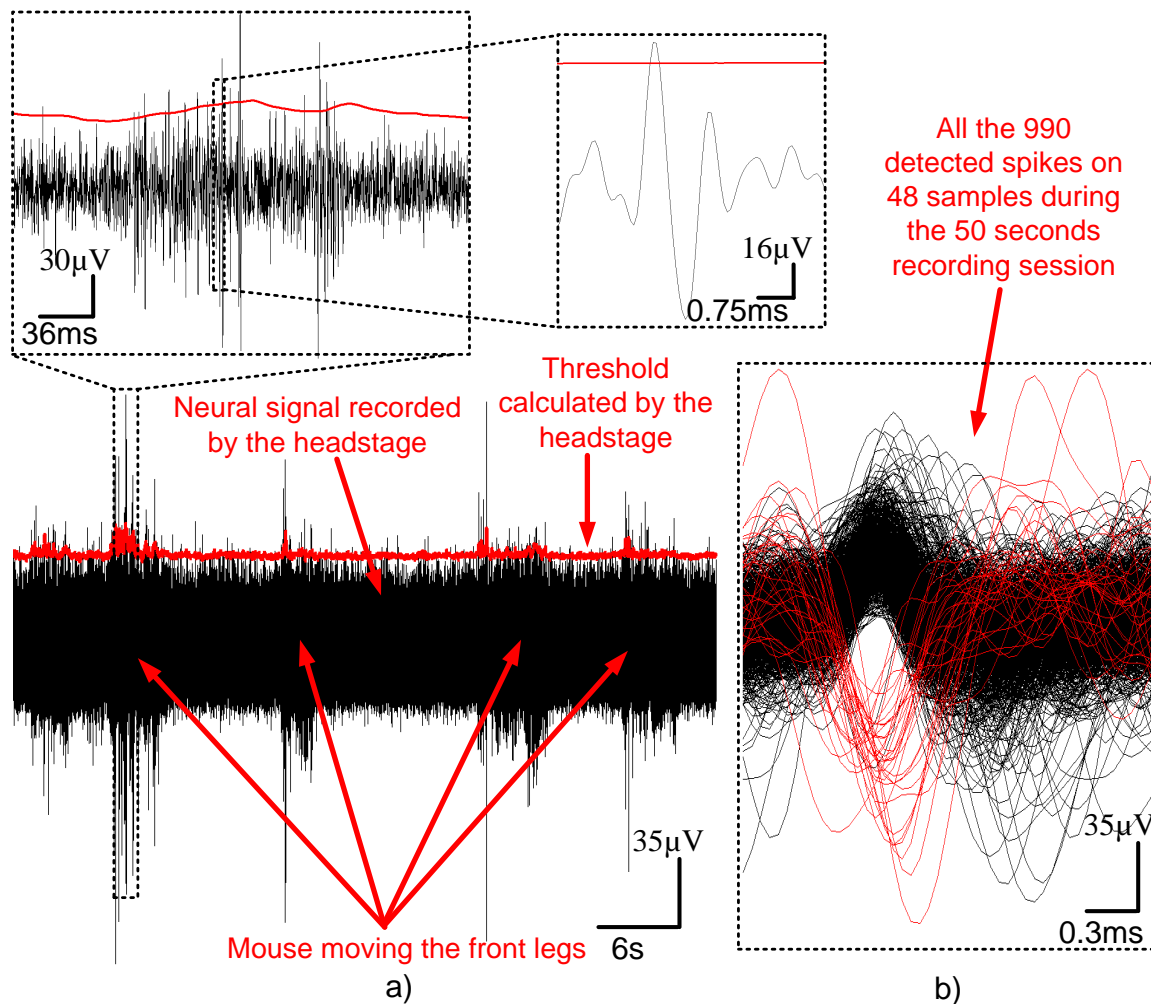 30µV
36ms
16µV
0.75ms
All the 990
detected spikes on
48 samples during
the 50 seconds
recording session
Neural signal recorded
by the headstage
Threshold
calculated by the
headstage
35µV
6s
Mouse moving the front legs
a)
35µV
0.3ms
b)